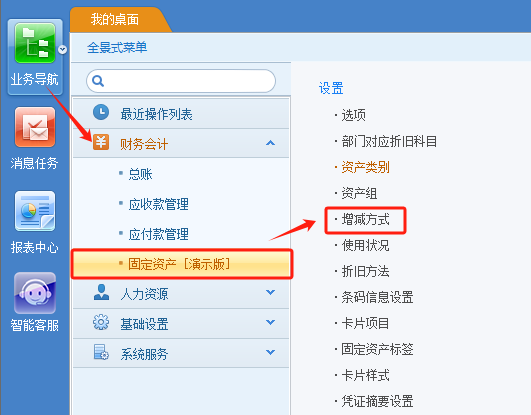 我的桌面
全景式菜单
业务导航
消息任务
报表中心
智能客服
最近操作列表
财务会计
总账
应收款管理
应付款管理
固定资产［演示版］
人力资源
基础设置
系统服务
设置
选项
部门对应折旧科目
资产类别
资产组
增减方式
使用状况
折旧方法
条码信息设置
卡片项目
固定资产标签
卡片样式
凭证摘要设置